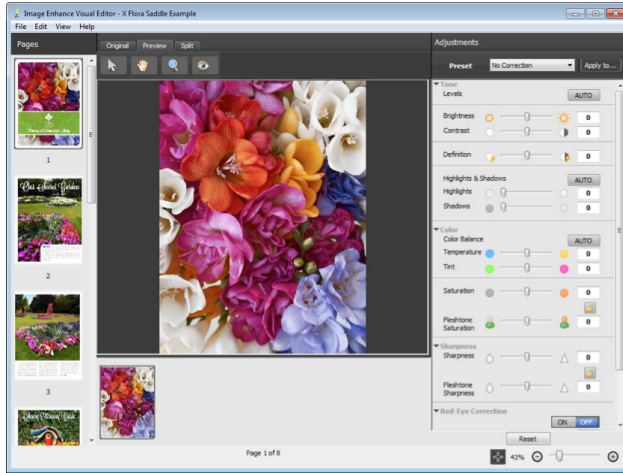 Image Enhance Visual Editor - X Flora Saddle Example
File Edit View Help
Pages
Original Preview Split
Adjustments
Preset No Correction Apply to...
Tone
Levels AUTO
Brightness 0
Contrast 0
Definition 0
Highlights & Shadows AUTO
Highlights 0
Shadows 0
Color
Color Balance AUTO
Temperature 0
Tint 0
Saturation 0
Fleshtone
Saturation 0
Sharpness
Sharpness 0
Fleshtone
Sharpness 0
Red-Eye Correction
ON OFF
Reset
1
Our Secret Garden
2
3
Page 1 of 8
43%